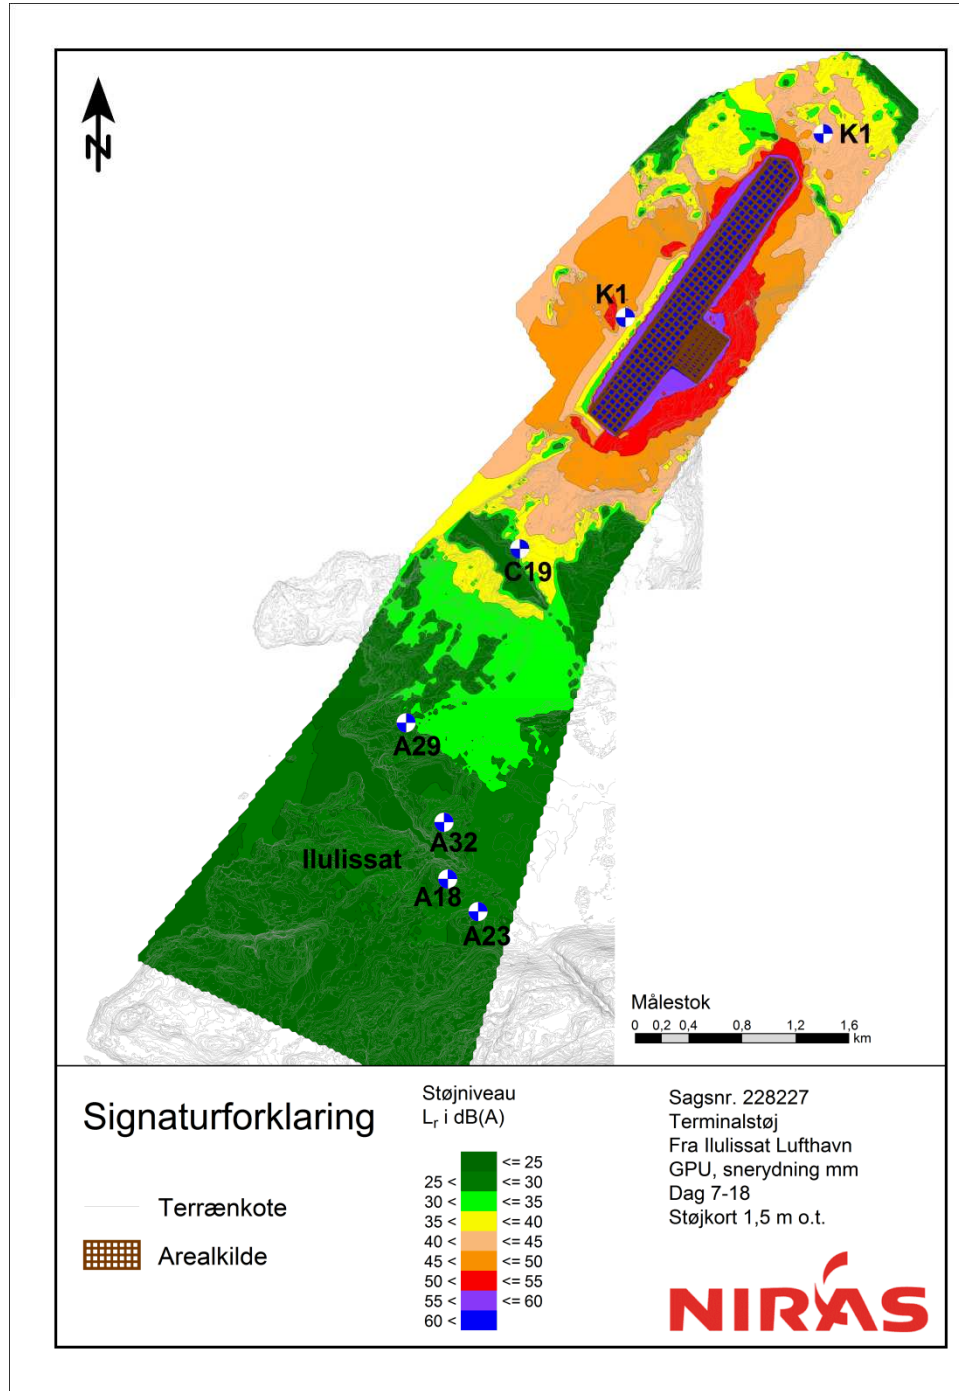 N
K1
K1
C19
A29
A32
Ilulissat
A18
A23
Målestok
0 0,2 0,4 0,8 1,2 1,6
km
Signaturforklaring
Terrænkote
Arealkilde
Støjniveau
Lr i dB(A)
<= 25
25 < <= 30
30 < <= 35
35 < <= 40
40 < <= 45
45 < <= 50
50 < <= 55
55 < <= 60
60 <
Sagsnr. 228227
Terminalstøj
Fra Ilulissat Lufthavn
GPU, snerydning mm
Dag 7-18
Støjkort 1,5 m o.t.
NIRAS